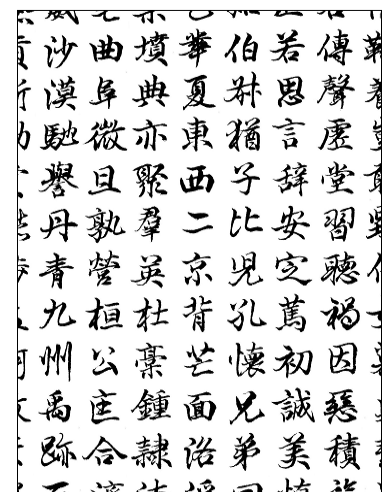 傳聲虛堂習聽禍因惡積
若思言辞安定篤初誠美
伯叔猶子比兒孔懷兄弟
華夏東西二京背芒面洛
墳典亦聚羣英杜稾鍾隸
曲阜微旦孰營桓公匡合
沙漠馳譽丹青九州禹跡